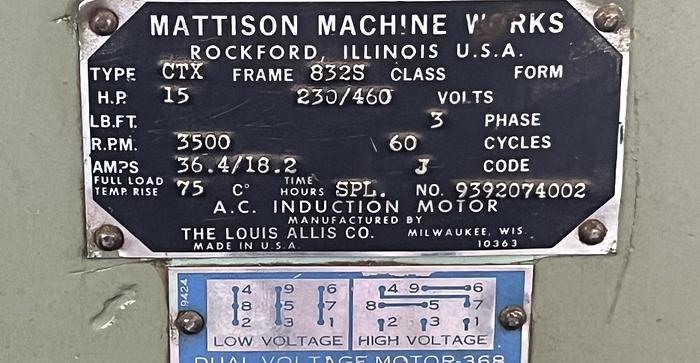 MATTISON MACHINE WORKS
ROCKFORD, ILLINOIS U.S.A.
TYPE CTX FRAME 832S CLASS FORM
H.P. 15 230/460 VOLTS
LB.FT. 3 PHASE
R.P.M. 3500 60 CYCLES
AMPS 36.4/18.2 J CODE
FULL LOAD TEMP. RISE 75 C° TIME HOURS SPL. NO. 9392074002
A.C. INDUCTION MOTOR
MANUFACTURED BY
THE LOUIS ALLIS CO. MILWAUKEE, WIS.
MADE IN U.S.A. 10363
9424
4 9 6 4 9 6
8 5 7 8 5 7
2 3 1 2 3 1
LOW VOLTAGE HIGH VOLTAGE
DUAL VOLTAGE MOTOR-368